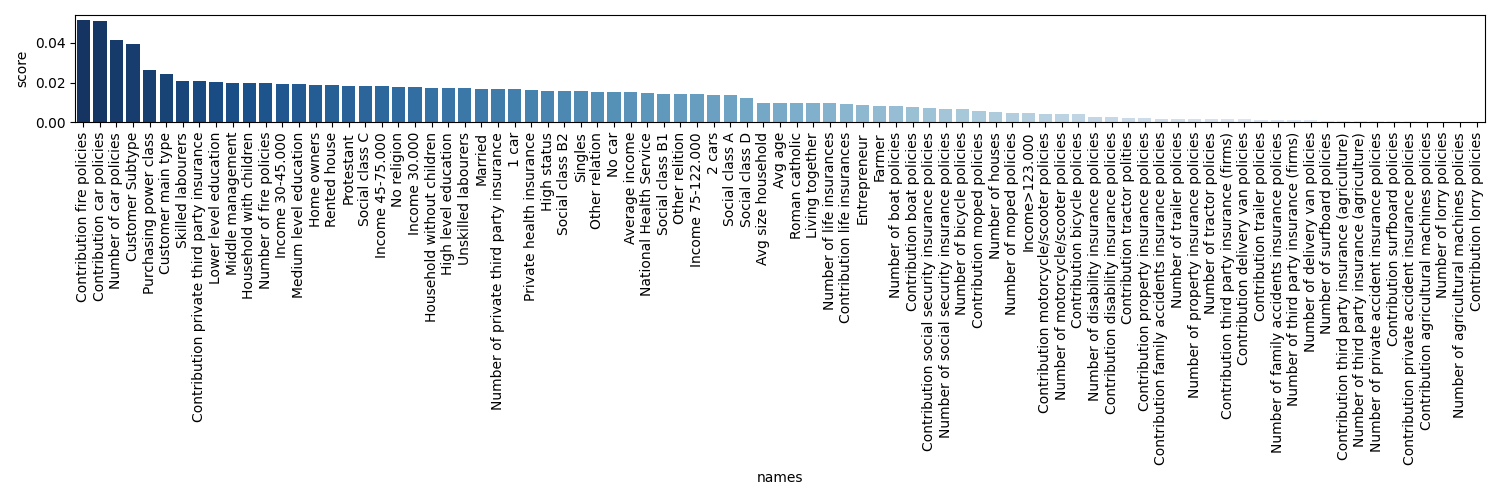 score
0.04
0.02
0.00
Contribution fire policies
Contribution car policies
Number of car policies
Customer Subtype
Purchasing power class
Customer main type
Skilled labourers
Contribution private third party insurance
Lower level education
Middle management
Household with children
Number of fire policies
Income 30-45.000
Medium level education
Home owners
Rented house
Protestant
Social class C
Income 45-75.000
No religion
Income 30.000
Household without children
High level education
Unskilled labourers
Married
Number of private third party insurance
1 car
Private health insurance
High status
Social class B2
Singles
Other relation
No car
Average income
National Health Service
Social class B1
Other relition
Income 75-122.000
2 cars
Social class A
Social class D
Avg size household
Avg age
Roman catholic
Living together
Number of life insurances
Contribution life insurances
Entrepreneur
Farmer
Number of boat policies
Contribution boat policies
Contribution social security insurance policies
Number of social security insurance policies
Number of bicycle policies
Contribution moped policies
Number of houses
Number of moped policies
Income>123.000
Contribution motorcycle/scooter policies
Number of motorcycle/scooter policies
Contribution bicycle policies
Number of disability insurance policies
Contribution disability insurance policies
Contribution tractor polities
Contribution property insurance policies
Contribution family accidents insurance policies
Number of trailer policies
Number of property insurance policies
Number of tractor policies
Contribution third party insurance (firms)
Contribution delivery van policies
Contribution trailer policies
Number of family accidents insurance policies
Number of third party insurance (firms)
Number of delivery van policies
Number of surfboard policies
Contribution third party insurance (agriculture)
Number of third party insurance (agriculture)
Number of private accident insurance policies
Contribution surfboard policies
Contribution private accident insurance policies
Contribution agricultural machines policies
Number of lorry policies
Number of agricultural machines policies
Contribution lorry policies
names